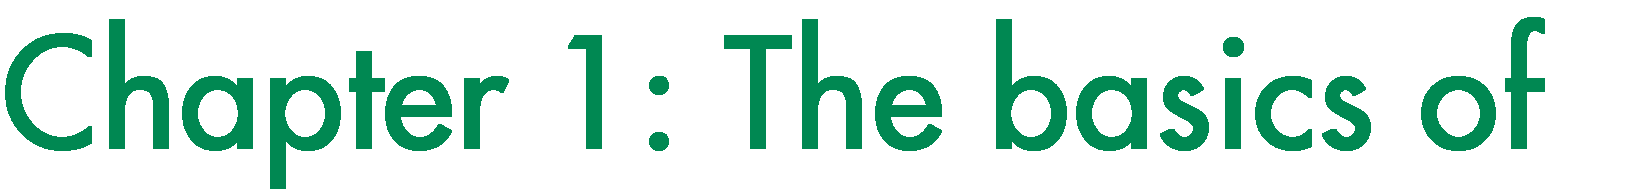 Chapter 1: The basics of